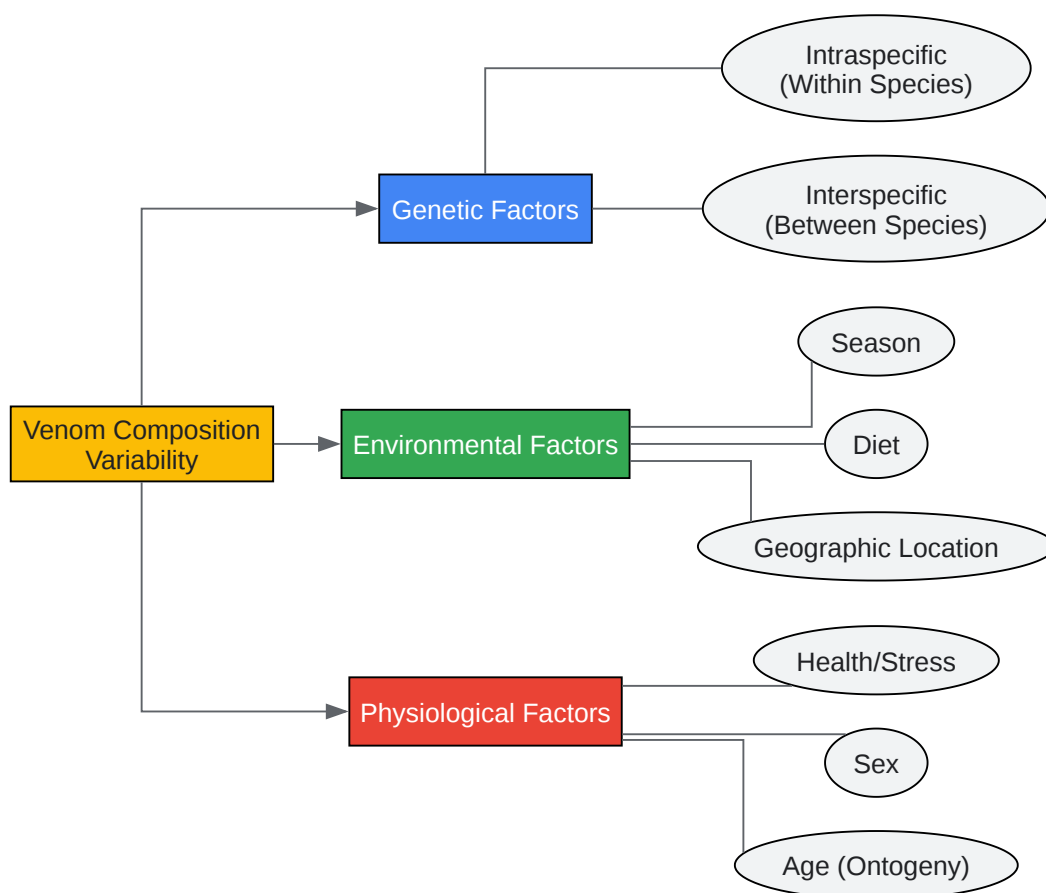 Intraspecific
(Within Species)
Genetic Factors
Interspecific
(Between Species)
Season
Venom Composition
Variability
Environmental Factors
Diet
Geographic Location
Health/Stress
Physiological Factors
Sex
Age (Ontogeny)